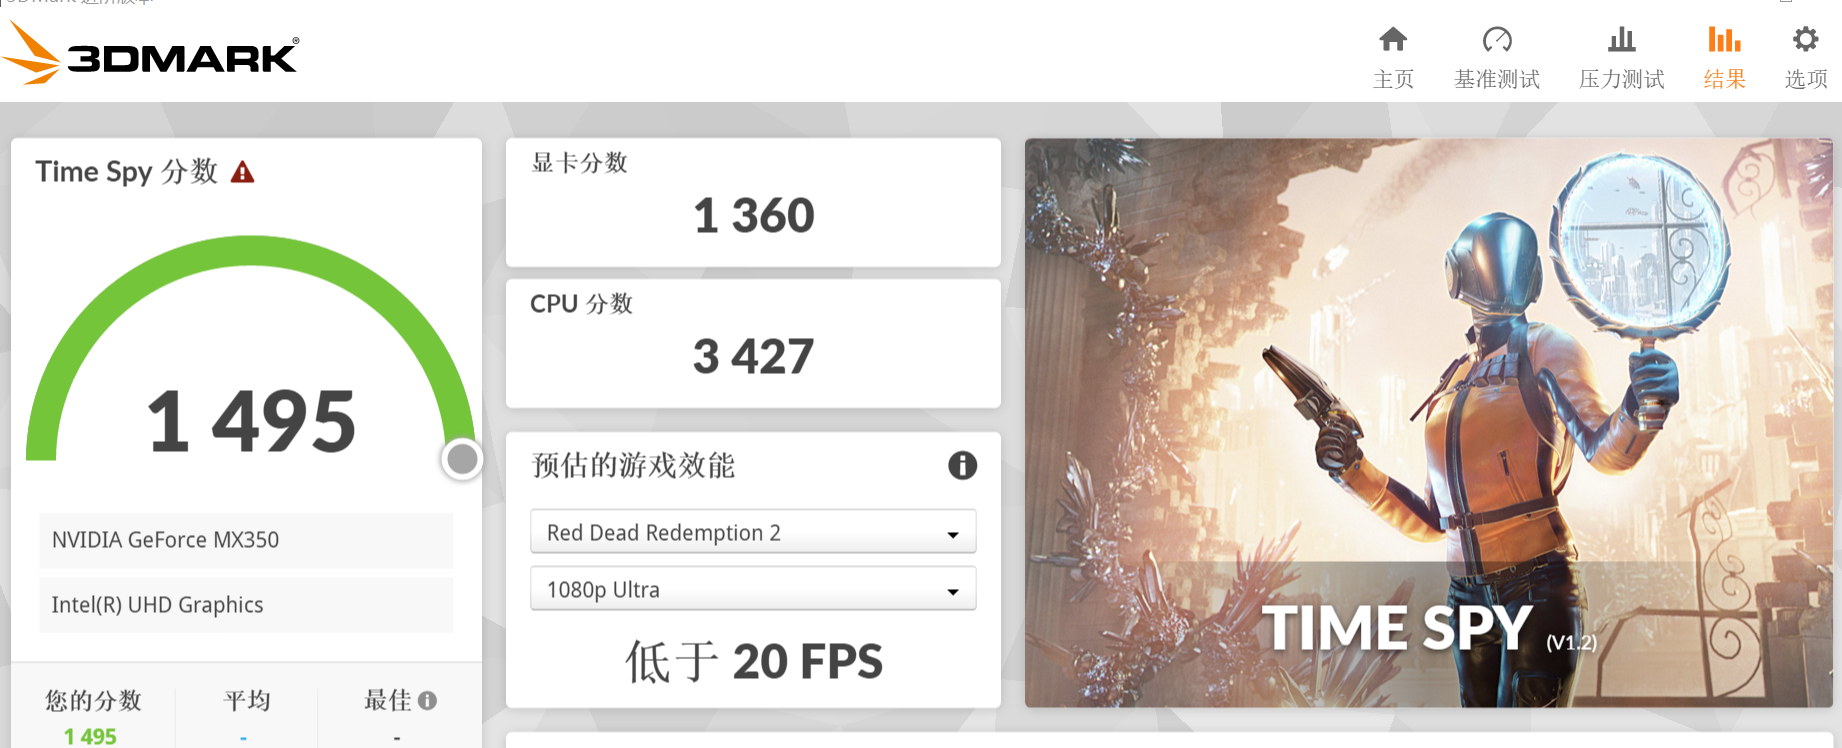 3DMARK®
主页
基准测试
压力测试
结果
选项
Time Spy 分数
1 495
NVIDIA GeForce MX350
Intel(R) UHD Graphics
您的分数
平均
最佳
1 495
-
-
显卡分数
1 360
CPU 分数
3 427
预估的游戏效能
Red Dead Redemption 2
1080p Ultra
低于 20 FPS
TIME SPY (V1.2)